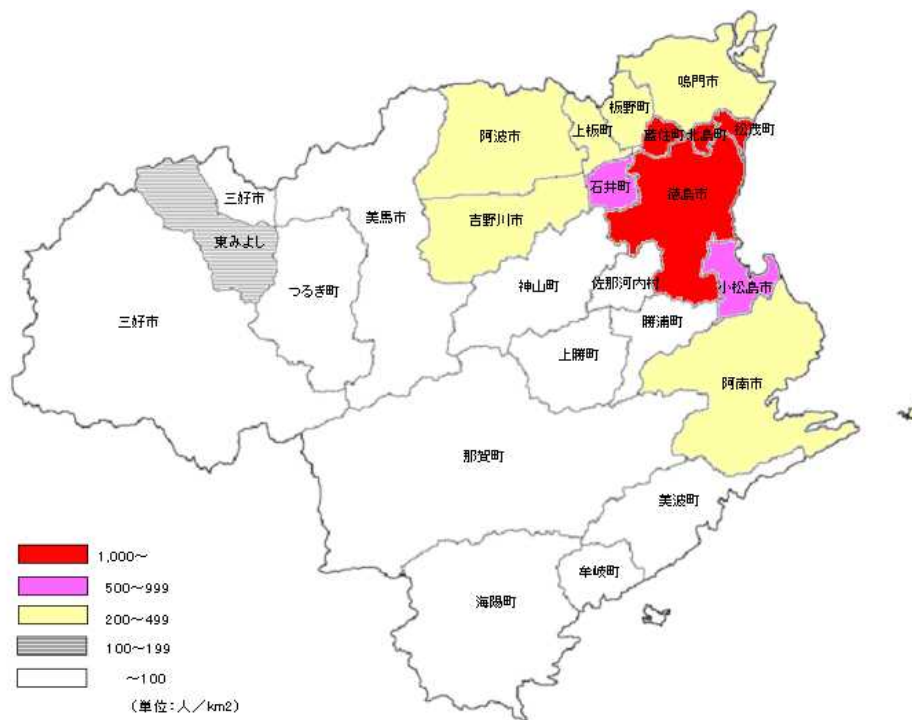 鳴門市
板野町
上板町
藍住町
北島町
松茂町
阿波市
石井町
徳島市
三好市
美馬市
吉野川市
東みよし
つるぎ町
神山町
佐那河内村
小松島市
三好市
勝浦町
上勝町
阿南市
那賀町
美波町
牟岐町
海陽町
1,000~
500~999
200~499
100~199
~100
(単位:人/km2)